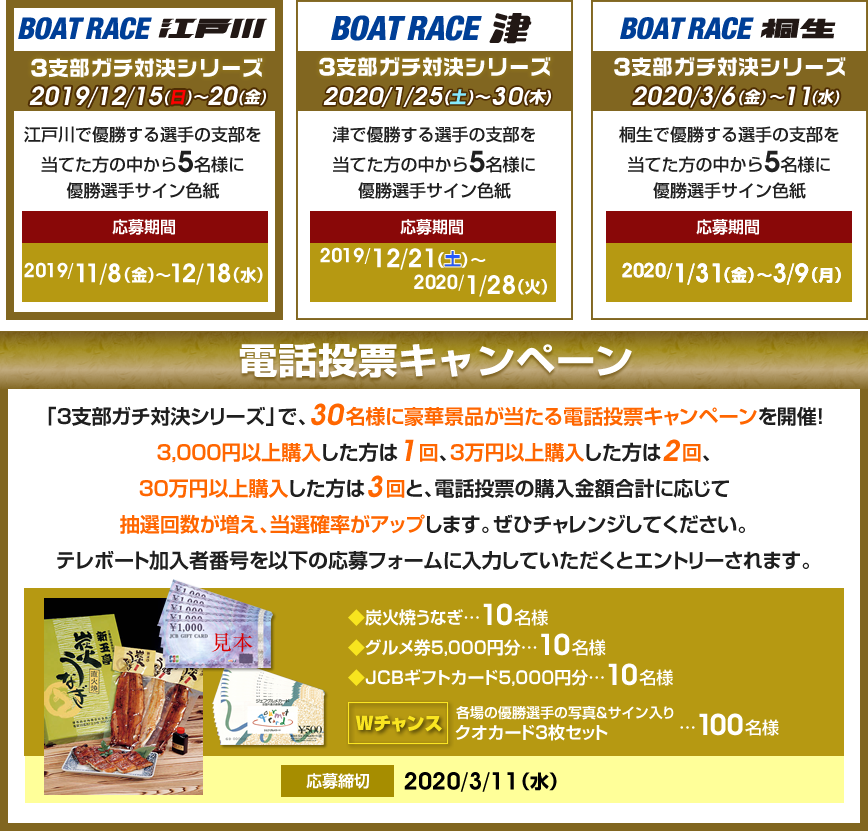 BOAT RACE 江戸川
3支部ガチ対決シリーズ
2019/12/15(日)～20(金)
江戸川で優勝する選手の支部を
当てた方の中から5名様に
優勝選手サイン色紙
応募期間
2019/11/8(金)～12/18(水)
BOAT RACE 津
3支部ガチ対決シリーズ
2020/1/25(土)～30(木)
津で優勝する選手の支部を
当てた方の中から5名様に
優勝選手サイン色紙
応募期間
2019/12/21(土)～
2020/1/28(火)
BOAT RACE 桐生
3支部ガチ対決シリーズ
2020/3/6(金)～11(水)
桐生で優勝する選手の支部を
当てた方の中から5名様に
優勝選手サイン色紙
応募期間
2020/1/31(金)～3/9(月)
電話投票キャンペーン
「3支部ガチ対決シリーズ」で、30名様に豪華景品が当たる電話投票キャンペーンを開催!
3,000円以上購入した方は1回、3万円以上購入した方は2回、
30万円以上購入した方は3回と、電話投票の購入金額合計に応じて
抽選回数が増え、当選確率がアップします。ぜひチャレンジしてください。
テレボート加入者番号を以下の応募フォームに入力していただくとエントリーされます。
新玉亭
炭火うなぎ
直火焼
¥1,000.
¥1,000.
¥1,000.
¥1,000.
¥1,000.
JCB GIFT CARD
見本
JCB
ジェフグルメカード
gourmet card
¥500
◆炭火焼うなぎ…10名様
◆グルメ券5,000円分…10名様
◆JCBギフトカード5,000円分…10名様
Wチャンス
各場の優勝選手の写真&サイン入り
クオカード3枚セット
…100名様
応募締切
2020/3/11(水)